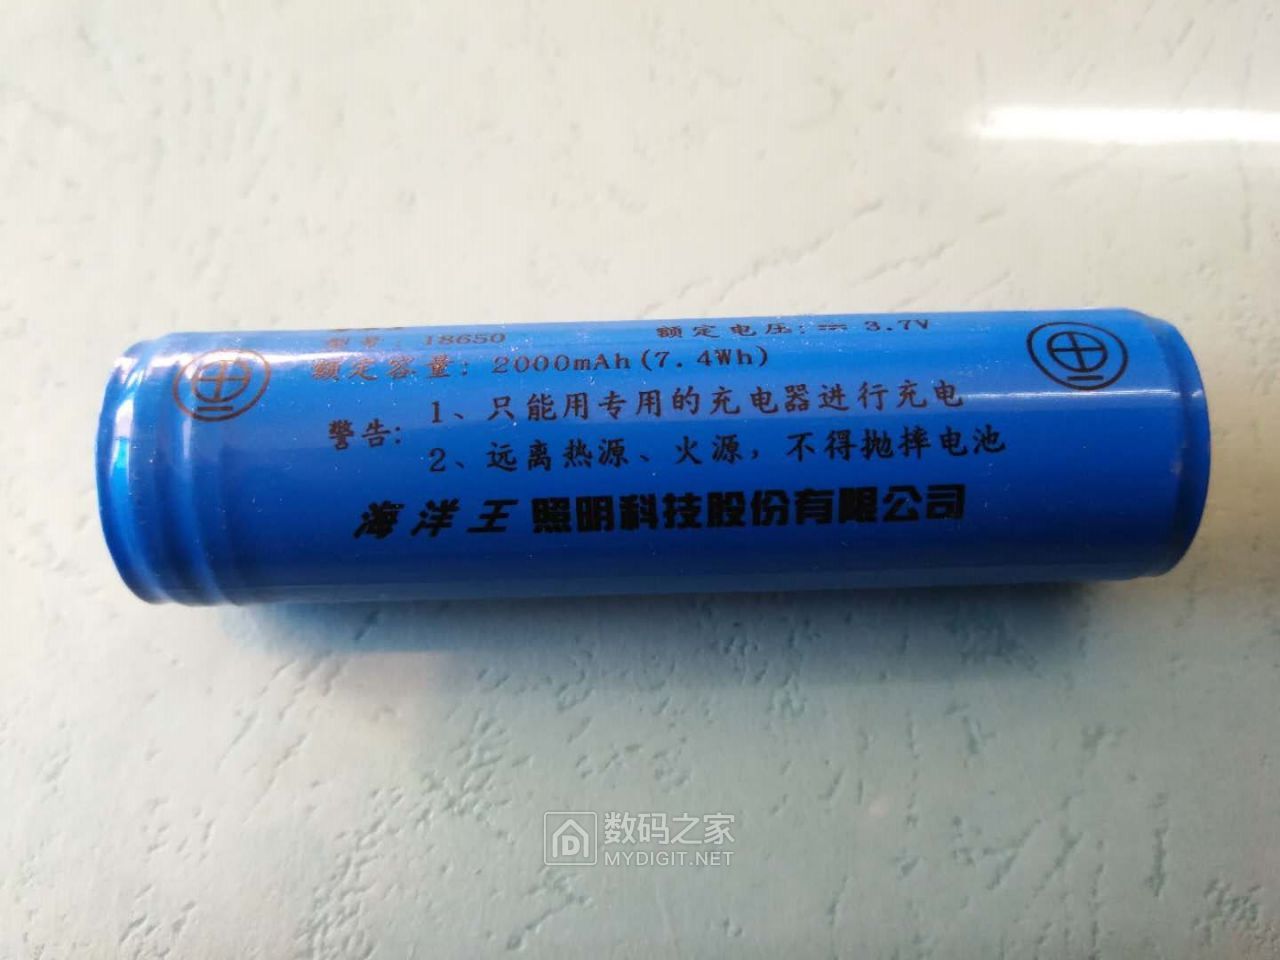 型号: 18650 额定电压: ⎓ 3.7V
额定容量: 2000mAh(7.4Wh)
警告: 1、只能用专用的充电器进行充电
2、远离热源、火源，不得抛摔电池
海洋王 照明科技股份有限公司
数码之家
MYDIGIT.NET